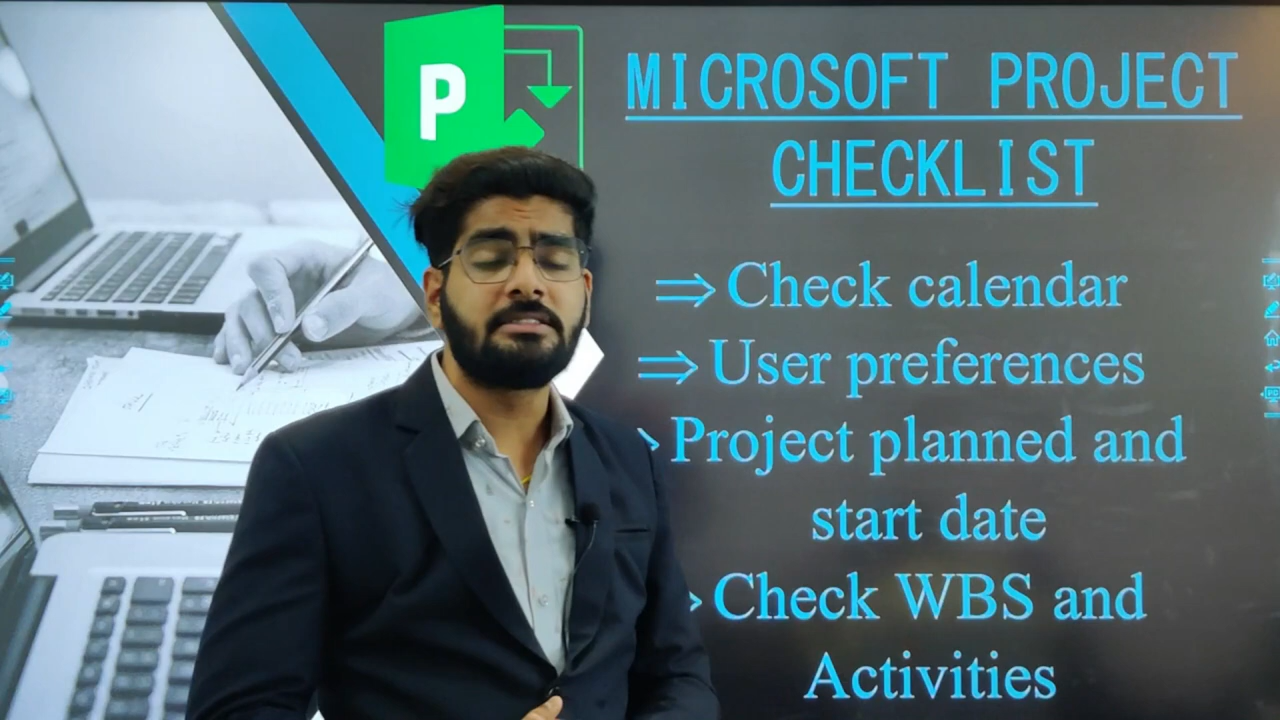 P
MICROSOFT PROJECT
CHECKLIST
⇒ Check calendar
⇒ User preferences
Project planned and
start date
Check WBS and
Activities